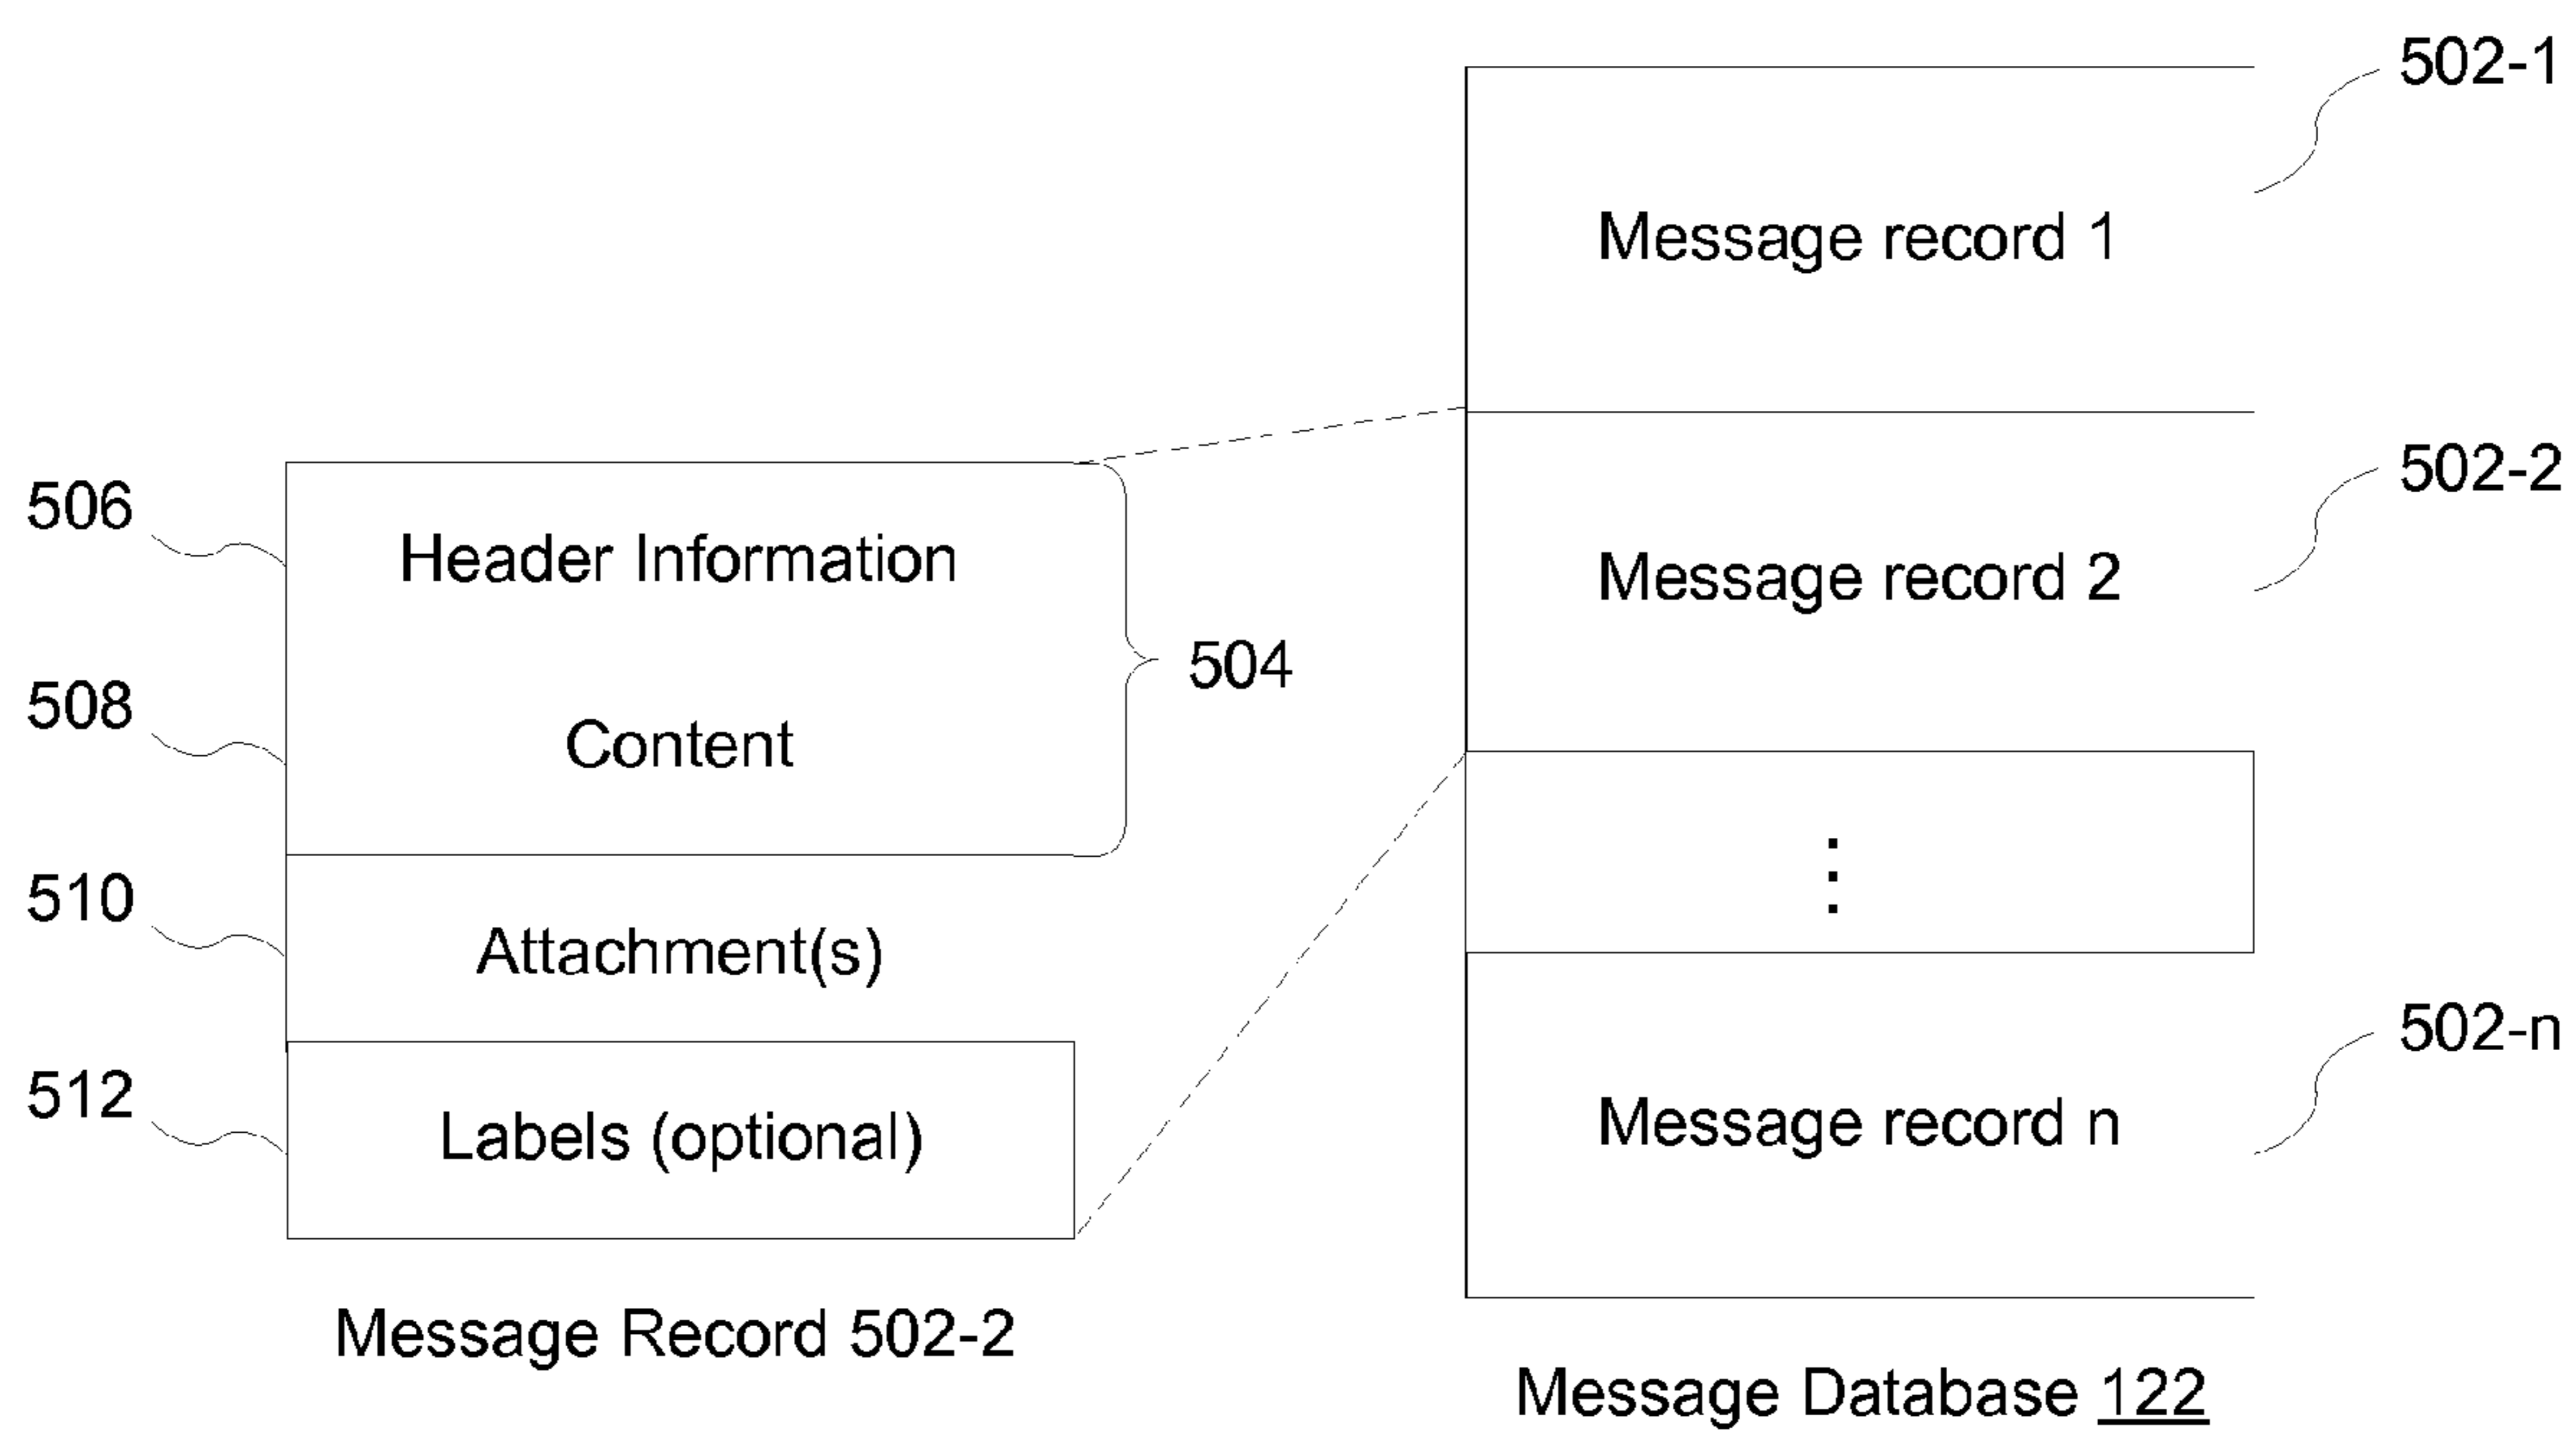 502-1
Message record 1
502-2
Message record 2
506
Header Information
504
508
Content
510
Attachment(s)
512
Labels (optional)
Message Record 502-2
⋮
502-n
Message record n
Message Database 122